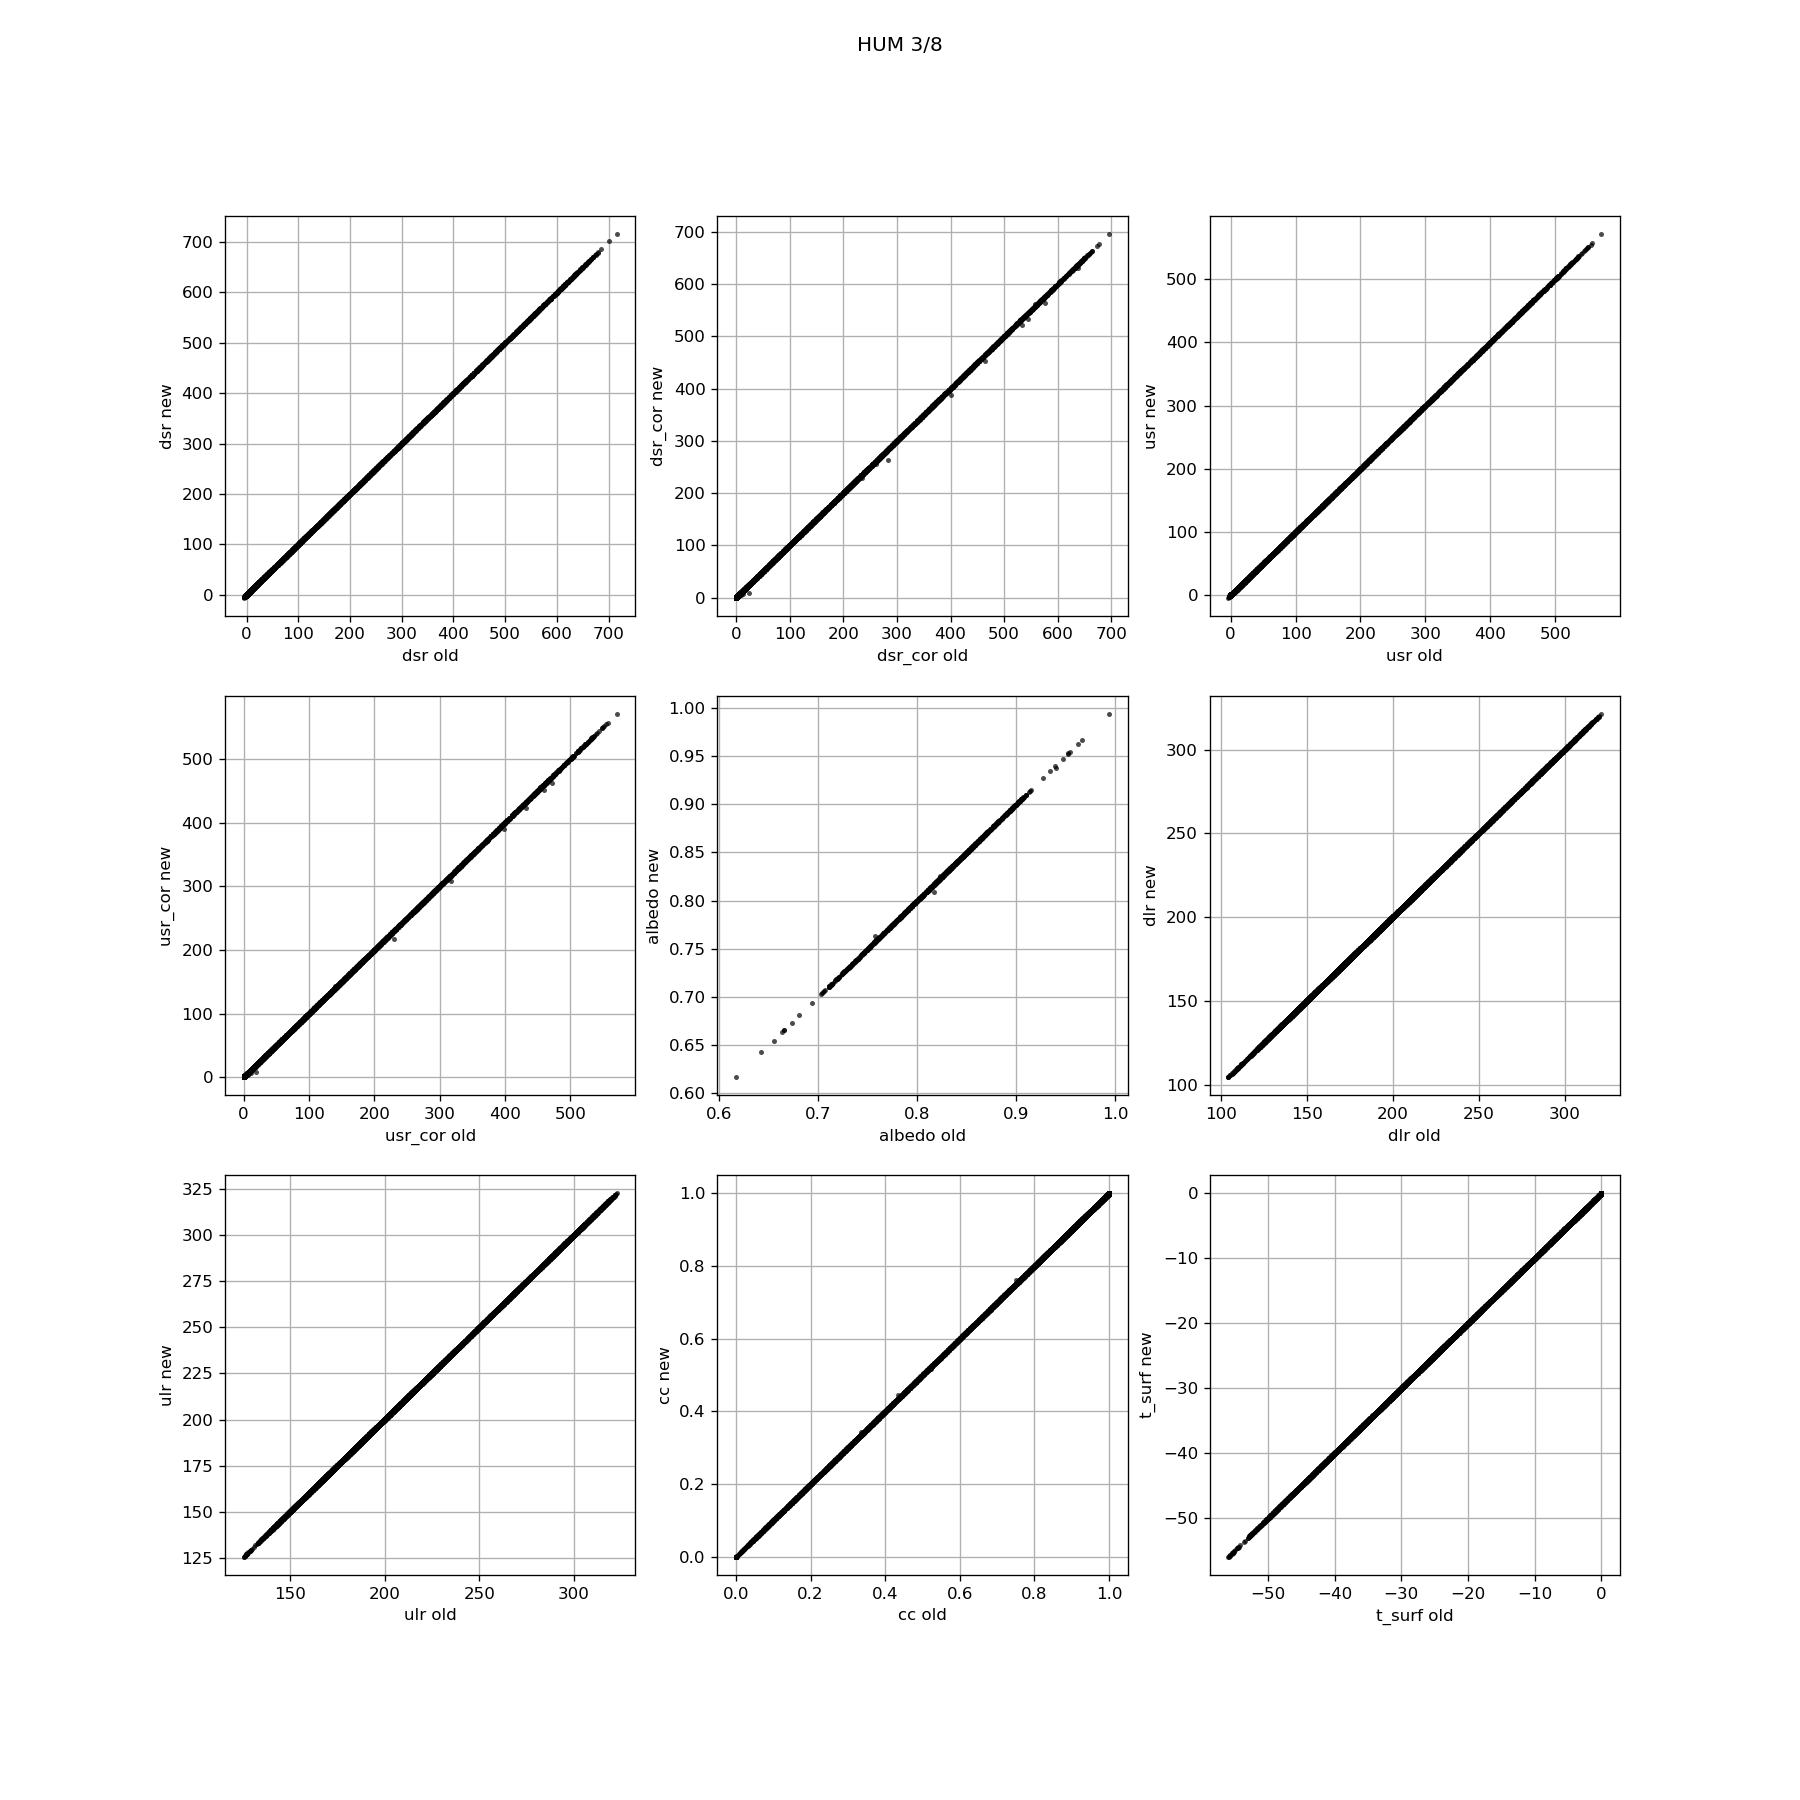 HUM 3/8
700
600
500
400
300
200
100
0
dsr new
0 100 200 300 400 500 600 700
dsr old
700
600
500
400
300
200
100
0
dsr_cor new
0 100 200 300 400 500 600 700
dsr_cor old
500
400
300
200
100
0
usr new
0 100 200 300 400 500
usr old
500
400
300
200
100
0
usr_cor new
0 100 200 300 400 500
usr_cor old
1.00
0.95
0.90
0.85
0.80
0.75
0.70
0.65
0.60
albedo new
0.6 0.7 0.8 0.9 1.0
albedo old
300
250
200
150
100
dlr new
100 150 200 250 300
dlr old
325
300
275
250
225
200
175
150
125
ulr new
150 200 250 300
ulr old
1.0
0.8
0.6
0.4
0.2
0.0
cc new
0.0 0.2 0.4 0.6 0.8 1.0
cc old
0
−10
−20
−30
−40
−50
t_surf new
−50 −40 −30 −20 −10 0
t_surf old